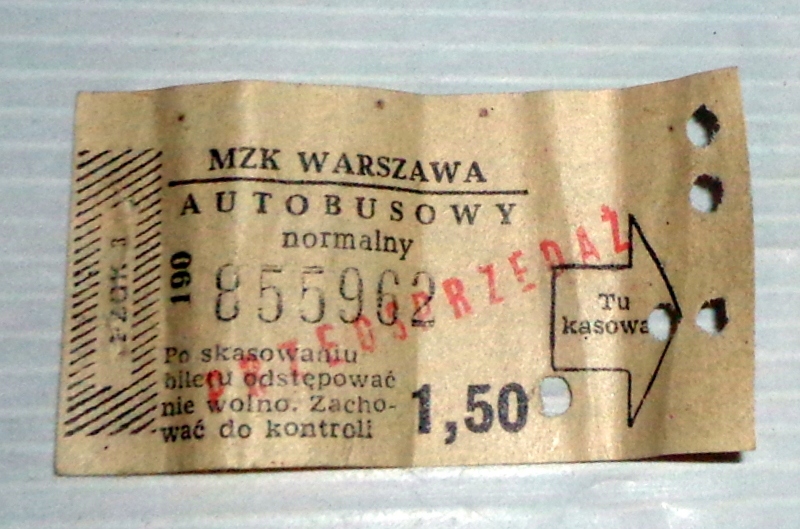 MZK WARSZAWA
AUTOBUSOWY
normalny
190
855962
PRZEDSPRZEDAŻ
Tu
kasować
Po skasowaniu
biletu odstępować
nie wolno. Zacho-
wać do kontroli
1,50